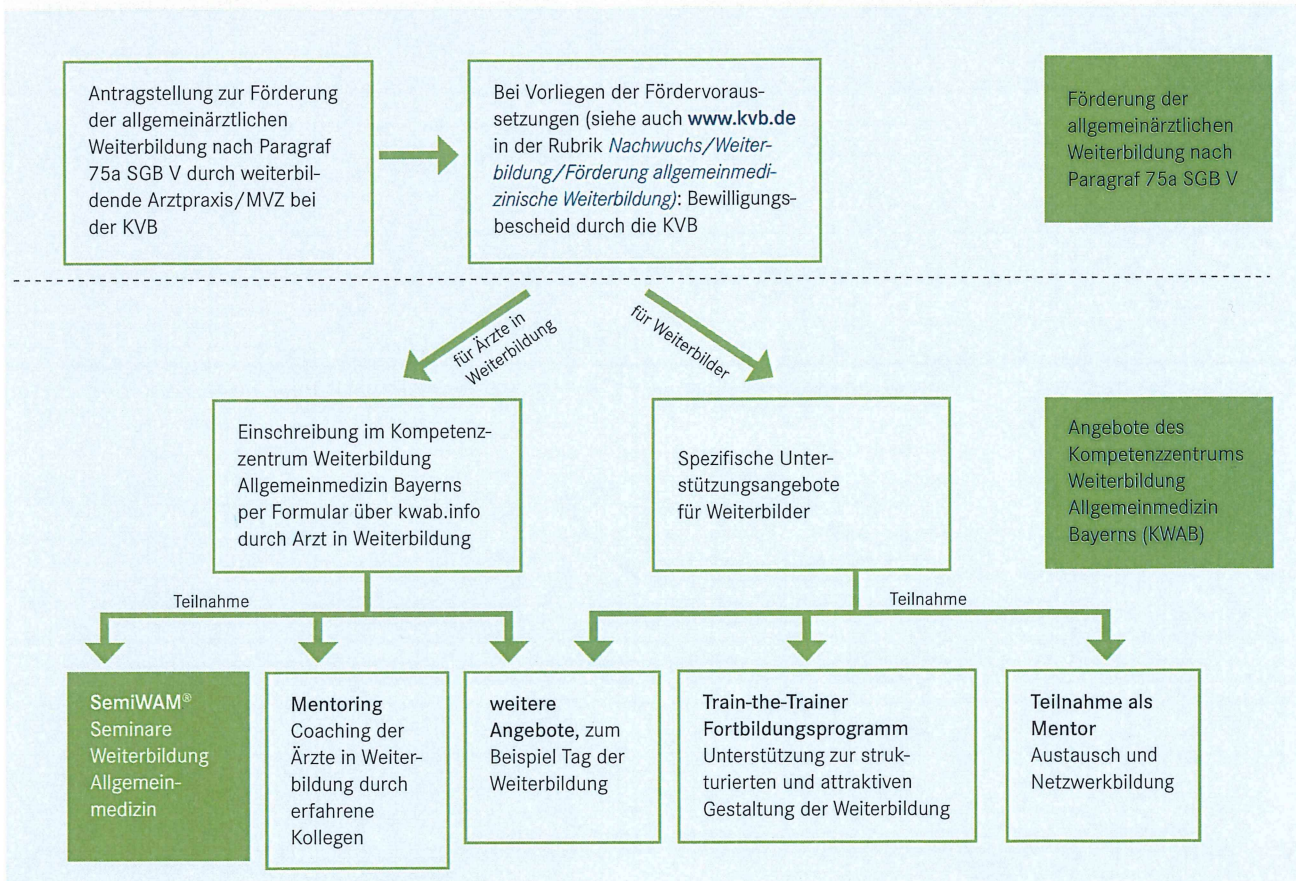 Antragstellung zur Förderung
der allgemeinärztlichen
Weiterbildung nach Paragraf
75a SGB V durch weiterbil-
dende Arztpraxis/MVZ bei
der KVB
Bei Vorliegen der Fördervoraus-
setzungen (siehe auch www.kvb.de
in der Rubrik Nachwuchs/Weiter-
bildung/Förderung allgemeinmedi-
zinische Weiterbildung): Bewilligungs-
bescheid durch die KVB
Förderung der
allgemeinärztlichen
Weiterbildung nach
Paragraf 75a SGB V
für Ärzte in
Weiterbildung
für Weiterbilder
Einschreibung im Kompetenz-
zentrum Weiterbildung
Allgemeinmedizin Bayerns
per Formular über kwab.info
durch Arzt in Weiterbildung
Spezifische Unter-
stützungsangebote
für Weiterbilder
Angebote des
Kompetenzzentrums
Weiterbildung
Allgemeinmedizin
Bayerns (KWAB)
Teilnahme
Teilnahme
SemiWAM®
Seminare
Weiterbildung
Allgemein-
medizin
Mentoring
Coaching der
Ärzte in Weiter-
bildung durch
erfahrene
Kollegen
weitere
Angebote, zum
Beispiel Tag der
Weiterbildung
Train-the-Trainer
Fortbildungsprogramm
Unterstützung zur struk-
turierten und attraktiven
Gestaltung der Weiterbildung
Teilnahme als
Mentor
Austausch und
Netzwerkbildung